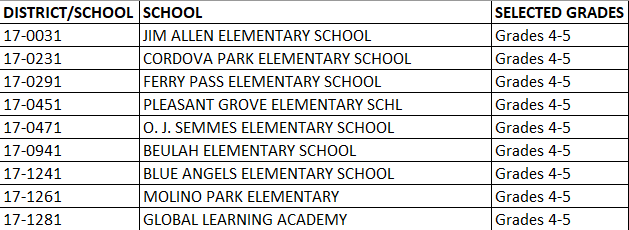 DISTRICT/SCHOOL SCHOOL SELECTED GRADES
17-0031 JIM ALLEN ELEMENTARY SCHOOL Grades 4-5
17-0231 CORDOVA PARK ELEMENTARY SCHOOL Grades 4-5
17-0291 FERRY PASS ELEMENTARY SCHOOL Grades 4-5
17-0451 PLEASANT GROVE ELEMENTARY SCHL Grades 4-5
17-0471 O. J. SEMMES ELEMENTARY SCHOOL Grades 4-5
17-0941 BEULAH ELEMENTARY SCHOOL Grades 4-5
17-1241 BLUE ANGELS ELEMENTARY SCHOOL Grades 4-5
17-1261 MOLINO PARK ELEMENTARY Grades 4-5
17-1281 GLOBAL LEARNING ACADEMY Grades 4-5